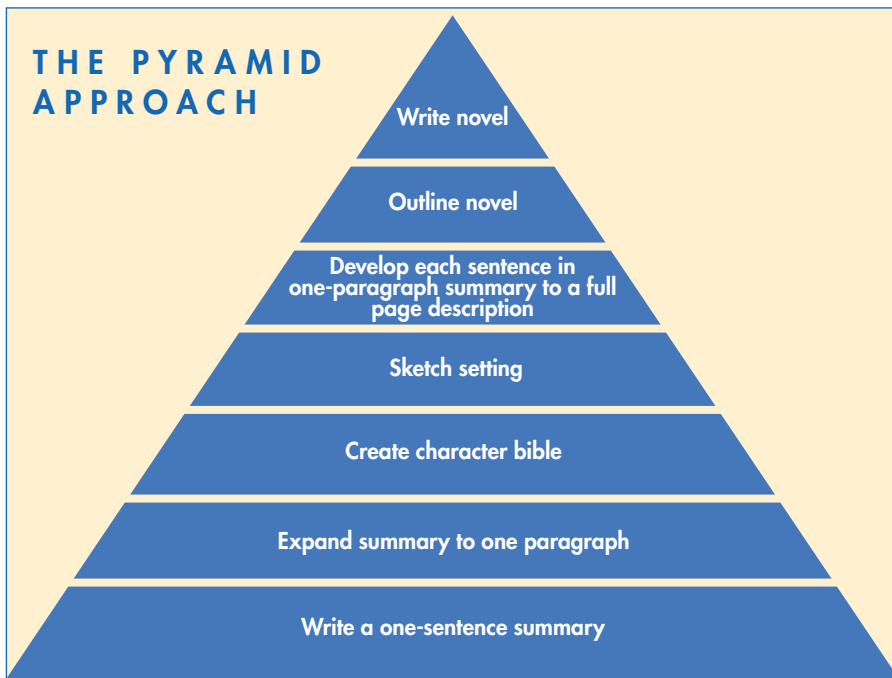 THE PYRAMID
APPROACH
Write novel
Outline novel
Develop each sentence in
one-paragraph summary to a full
page description
Sketch setting
Create character bible
Expand summary to one paragraph
Write a one-sentence summary